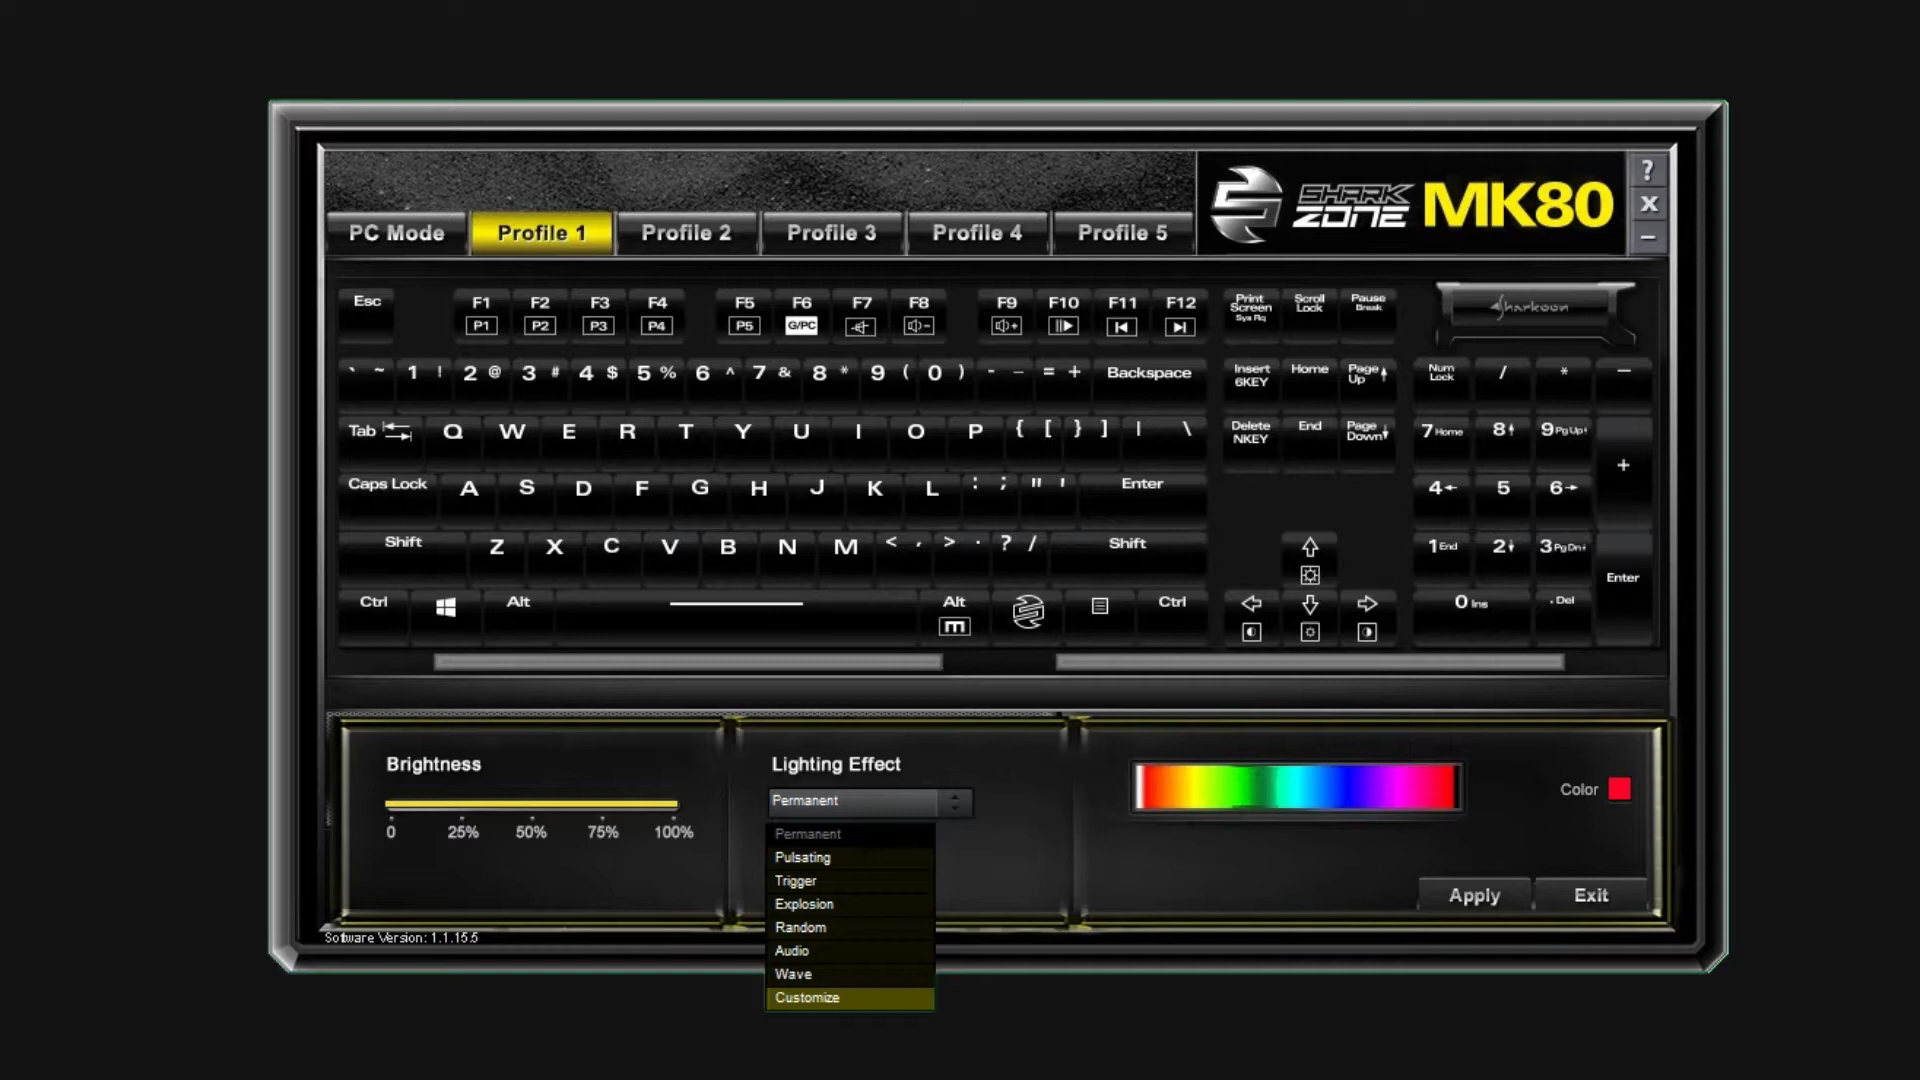 PC Mode Profile 1 Profile 2 Profile 3 Profile 4 Profile 5
SHARK ZONE MK80
? X –
Esc F1 F2 F3 F4 F5 F6 F7 F8 F9 F10 F11 F12 Print Screen Sys Rq Scroll Lock Pause Break
P1 P2 P3 P4 P5 G/PC
Sharkoon
` ~ 1 ! 2 @ 3 # 4 $ 5 % 6 ^ 7 & 8 * 9 ( 0 ) - – = + Backspace Insert 6KEY Home Page Up Num Lock / * –
Tab Q W E R T Y U I O P { [ } ] | \ Delete NKEY End Page Down 7 Home 8 9 Pg Up
+
Caps Lock A S D F G H J K L : ; " ' Enter 4 5 6
Shift Z X C V B N M < , > . ? / Shift 1 End 2 3 Pg Dn
Enter
Ctrl Alt Alt Ctrl 0 Ins . Del
m
Brightness
0 25% 50% 75% 100%
Lighting Effect
Permanent
Permanent
Pulsating
Trigger
Explosion
Random
Audio
Wave
Customize
Color
Apply Exit
Software Version: 1.1.15.5